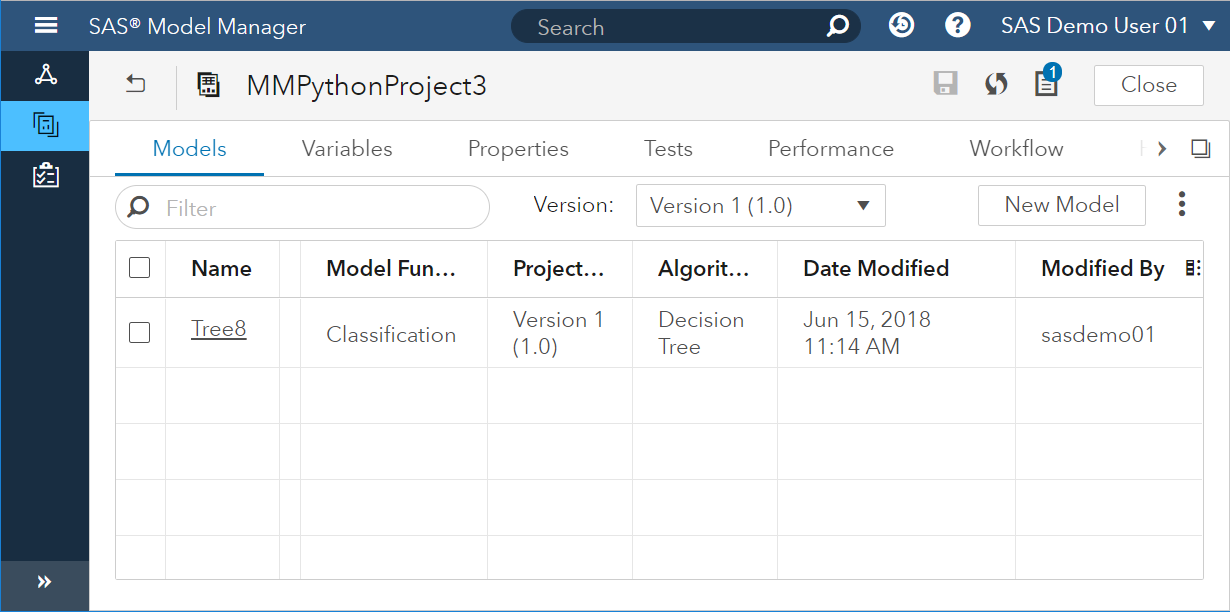 SAS® Model Manager
Search
SAS Demo User 01
MMPythonProject3
1
Close
Models
Variables
Properties
Tests
Performance
Workflow
Filter
Version:
Version 1 (1.0)
New Model
Name
Model Fun...
Project...
Algorit...
Date Modified
Modified By
Tree8
Classification
Version 1
(1.0)
Decision
Tree
Jun 15, 2018
11:14 AM
sasdemo01